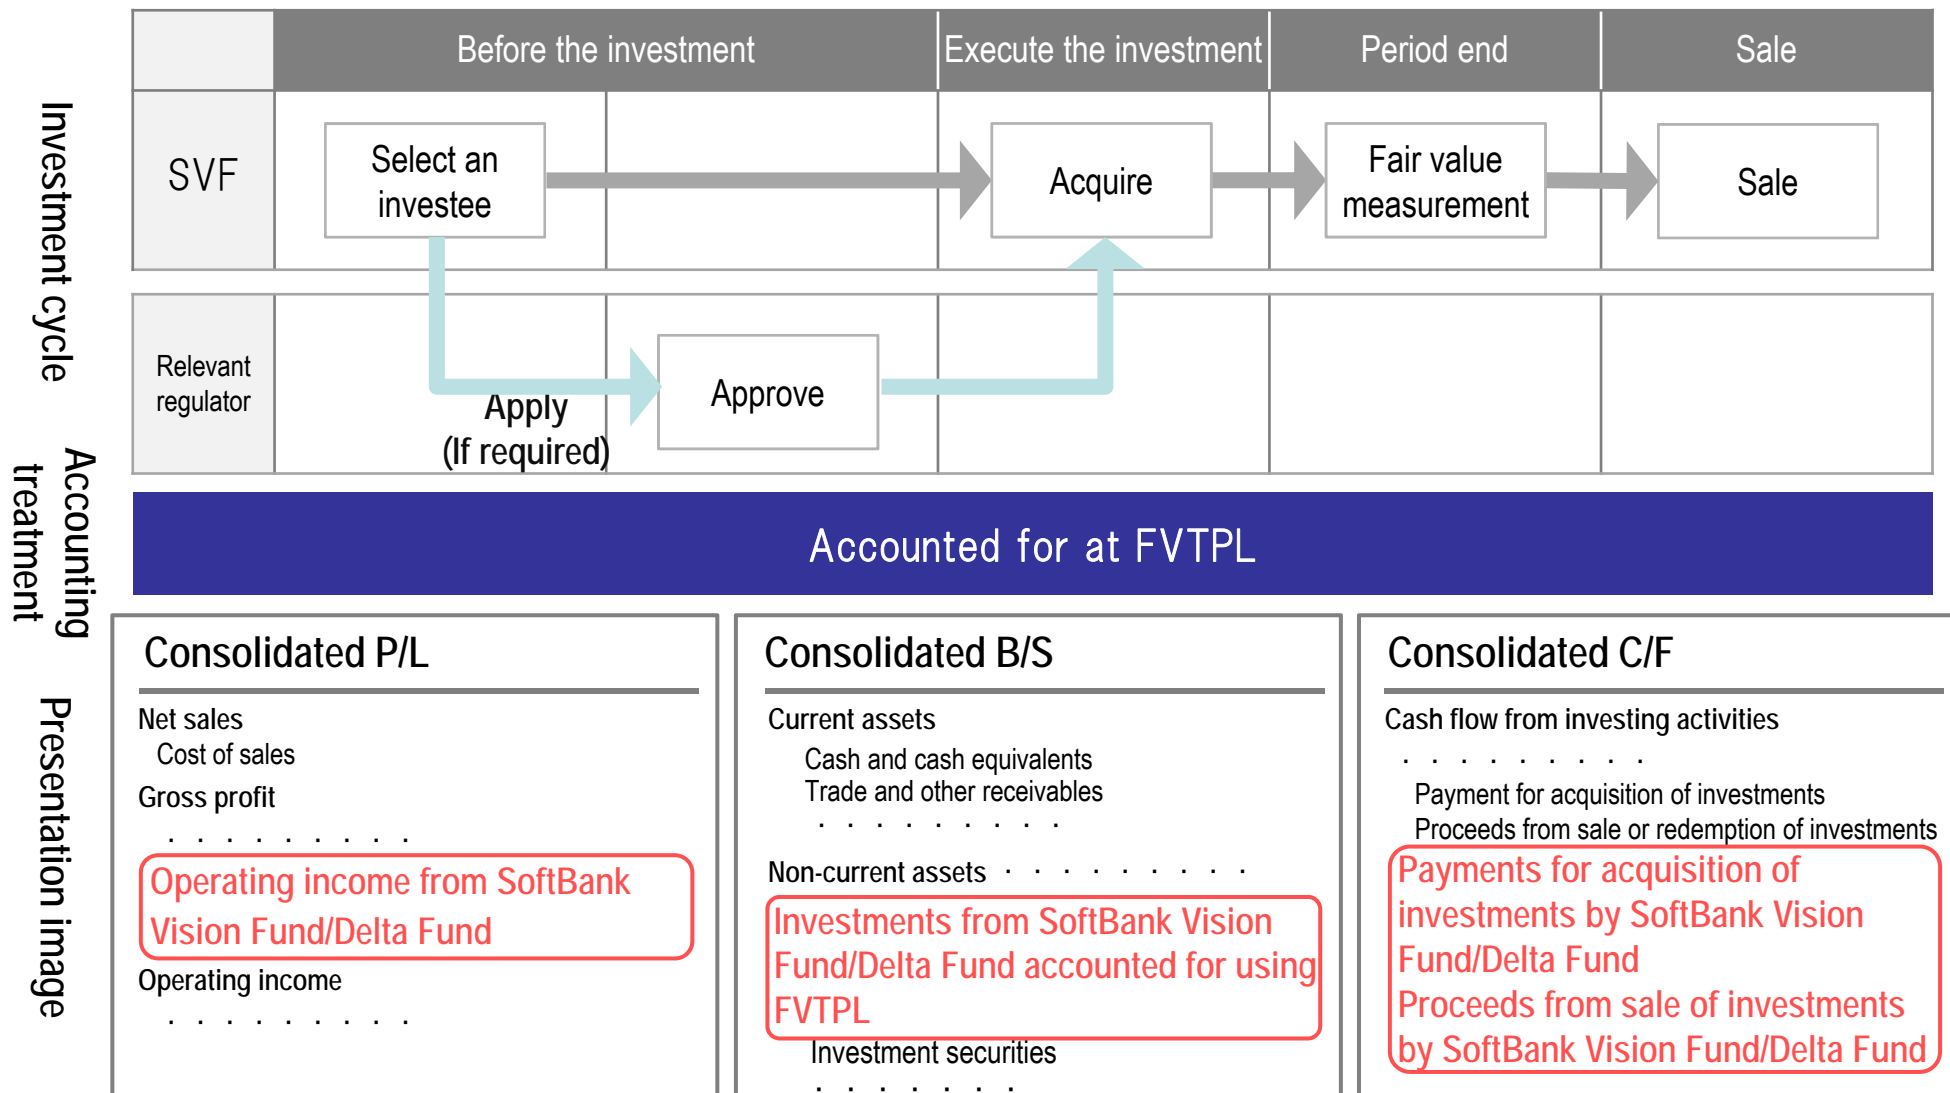 Before the investment
Execute the investment
Period end
Sale
Investment cycle
SVF
Select an
investee
Acquire
Fair value
measurement
Sale
Relevant
regulator
Apply
(If required)
Approve
Accounting
treatment
Accounted for at FVTPL
Presentation image
Consolidated P/L
Net sales
Cost of sales
Gross profit
. . . . . . . . .
Operating income from SoftBank
Vision Fund/Delta Fund
Operating income
. . . . . . . . .
Consolidated B/S
Current assets
Cash and cash equivalents
Trade and other receivables
. . . . . . . . .
Non-current assets . . . . . . . . .
Investments from SoftBank Vision
Fund/Delta Fund accounted for using
FVTPL
Investment securities
. . . . . . .
Consolidated C/F
Cash flow from investing activities
. . . . . . . . .
Payment for acquisition of investments
Proceeds from sale or redemption of investments
Payments for acquisition of
investments by SoftBank Vision
Fund/Delta Fund
Proceeds from sale of investments
by SoftBank Vision Fund/Delta Fund